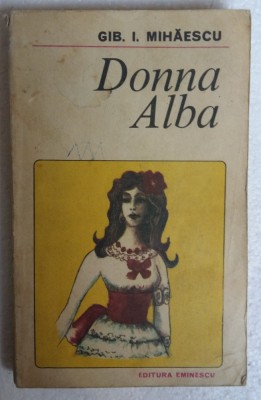 GIB. I. MIHĂESCU
Donna
Alba
EDITURA EMINESCU